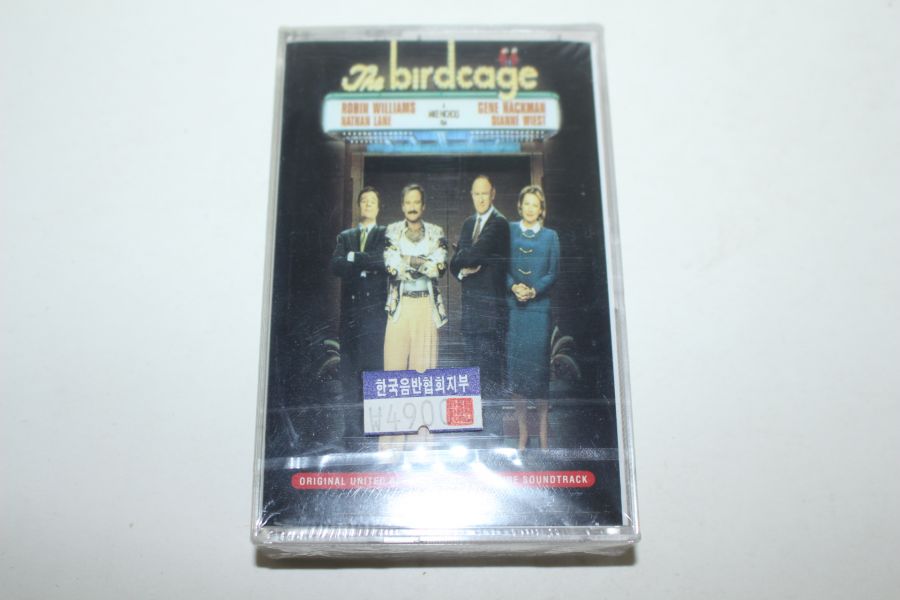 The birdcage
ROBIN WILLIAMS GENE HACKMAN
NATHAN LANE DIANNE WIEST
한국음반협회지부
₩4900
ORIGINAL UNITED SOUNDTRACK